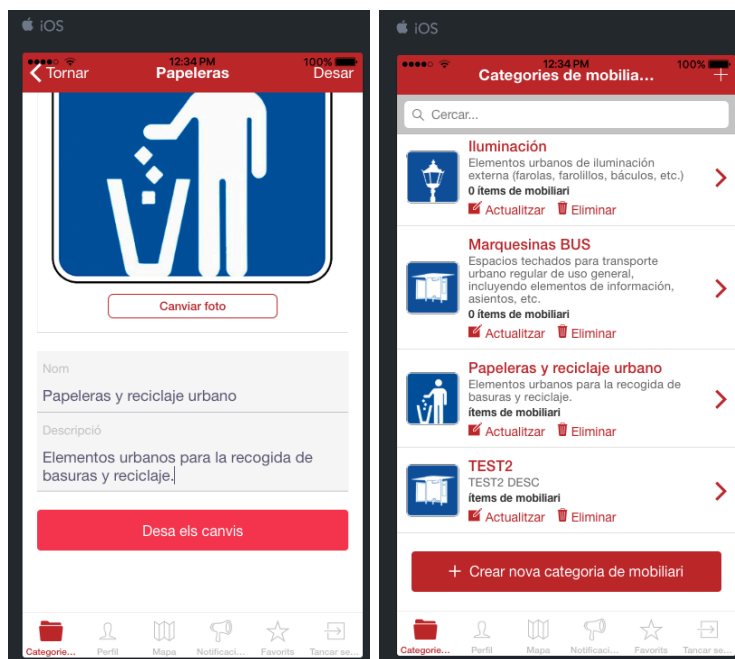 iOS
12:34 PM 100%
Tornar Papeleras Desar
Canviar foto
Nom
Papeleras y reciclaje urbano
Descripció
Elementos urbanos para la recogida de
basuras y reciclaje.
Desa els canvis
Categorie... Perfil Mapa Notificaci... Favorits Tancar se...
iOS
12:34 PM 100%
Categories de mobilia... +
Cercar...
Iluminación
Elementos urbanos de iluminación
externa (farolas, farolillos, báculos, etc.)
0 ítems de mobiliari
Actualitzar Eliminar
Marquesinas BUS
Espacios techados para transporte
urbano regular de uso general,
incluyendo elementos de información,
asientos, etc.
0 ítems de mobiliari
Actualitzar Eliminar
Papeleras y reciclaje urbano
Elementos urbanos para la recogida de
basuras y reciclaje.
ítems de mobiliari
Actualitzar Eliminar
TEST2
TEST2 DESC
ítems de mobiliari
Actualitzar Eliminar
+ Crear nova categoria de mobiliari
Categorie... Perfil Mapa Notificaci... Favorits Tancar se...